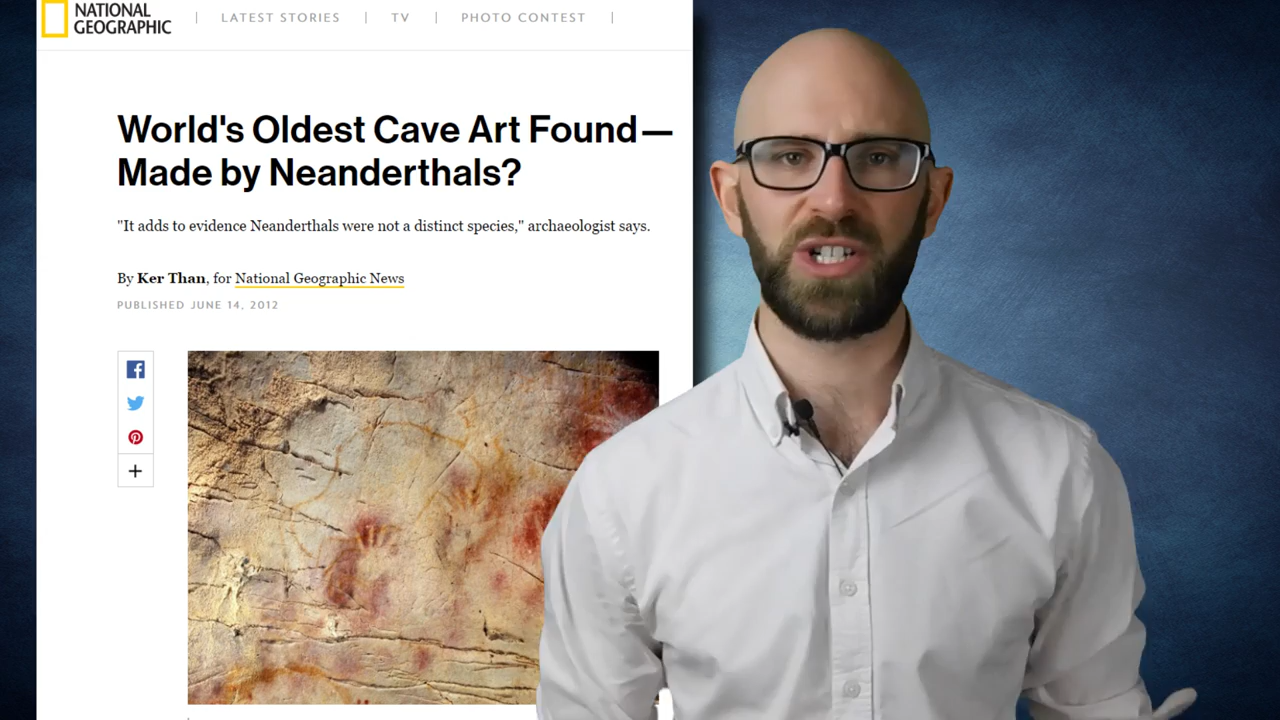 NATIONAL
GEOGRAPHIC
LATEST STORIES
TV
PHOTO CONTEST
World's Oldest Cave Art Found—
Made by Neanderthals?
"It adds to evidence Neanderthals were not a distinct species," archaeologist says.
By Ker Than, for National Geographic News
PUBLISHED JUNE 14, 2012